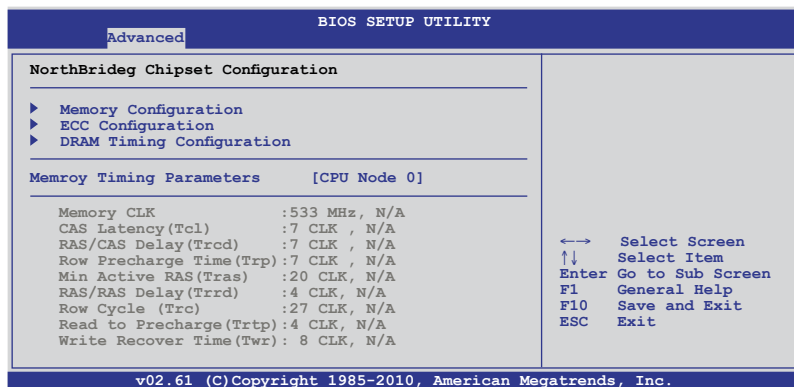 BIOS SETUP UTILITY
Advanced
NorthBrideg Chipset Configuration
Memory Configuration
ECC Configuration
DRAM Timing Configuration
Memroy Timing Parameters [CPU Node 0]
Memory CLK :533 MHz, N/A
CAS Latency(Tcl) :7 CLK , N/A
RAS/CAS Delay(Trcd) :7 CLK , N/A
Row Precharge Time(Trp):7 CLK , N/A
Min Active RAS(Tras) :20 CLK, N/A
RAS/RAS Delay(Trrd) :4 CLK, N/A
Row Cycle (Trc) :27 CLK, N/A
Read to Precharge(Trtp):4 CLK, N/A
Write Recover Time(Twr): 8 CLK, N/A
←→ Select Screen
↑↓ Select Item
Enter Go to Sub Screen
F1 General Help
F10 Save and Exit
ESC Exit
v02.61 (C)Copyright 1985-2010, American Megatrends, Inc.